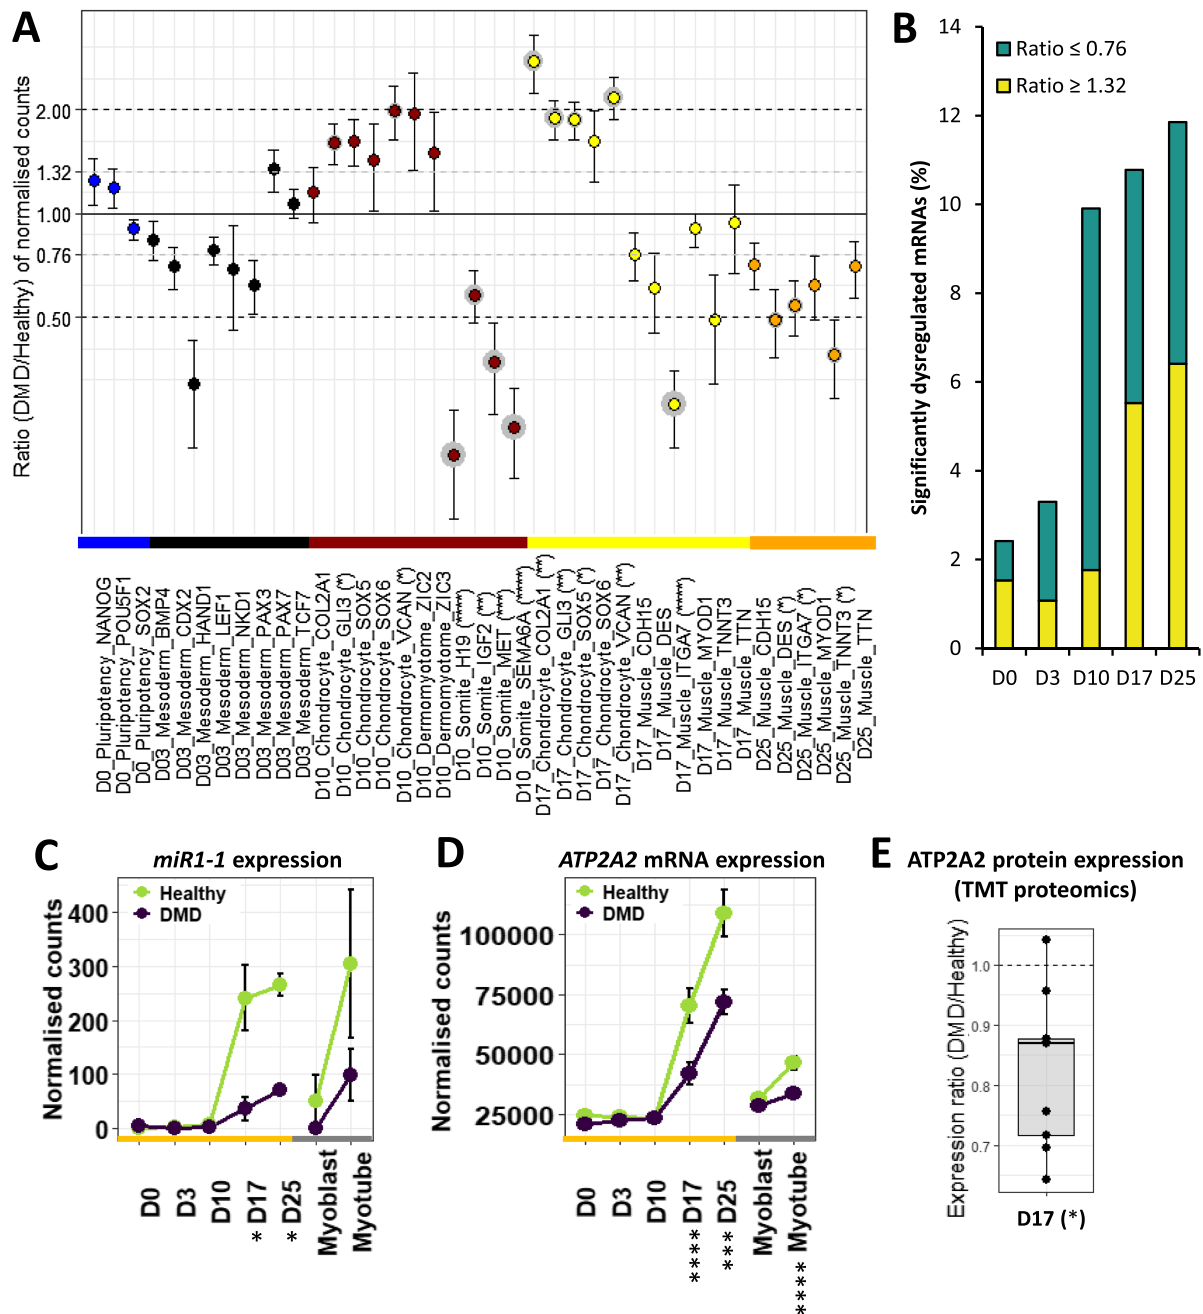 A
Ratio (DMD/Healthy) of normalised counts
2.00
1.32
1.00
0.76
0.50
D0_Pluripotency_NANOG
D0_Pluripotency_POU5F1
D0_Pluripotency_SOX2
D03_Mesoderm_BMP4
D03_Mesoderm_CDX2
D03_Mesoderm_HAND1
D03_Mesoderm_LEF1
D03_Mesoderm_NKD1
D03_Mesoderm_PAX3
D03_Mesoderm_PAX7
D03_Mesoderm_TCF7
D10_Chondrocyte_COL2A1
D10_Chondrocyte_GLI3 (*)
D10_Chondrocyte_SOX5
D10_Chondrocyte_SOX6
D10_Chondrocyte_VCAN (*)
D10_Dermomyotome_ZIC2
D10_Dermomyotome_ZIC3
D10_Somite_H19
D10_Somite_IGF2
D10_Somite_MET
D10_Somite_SEMA6A
D17_Chondrocyte_COL2A1
D17_Chondrocyte_GLI3
D17_Chondrocyte_SOX5
D17_Chondrocyte_SOX6
D17_Chondrocyte_VCAN
D17_Muscle_CDH15
D17_Muscle_DES
D17_Muscle_ITGA7
D17_Muscle_MYOD1
D17_Muscle_TNNT3
D17_Muscle_TTN
D25_Muscle_CDH15
D25_Muscle_DES (*)
D25_Muscle_ITGA7 (*)
D25_Muscle_MYOD1
D25_Muscle_TNNT3 (*)
D25_Muscle_TTN
B
Significantly dysregulated mRNAs (%)
14
12
10
8
6
4
2
0
Ratio ≤ 0.76
Ratio ≥ 1.32
D0 D3 D10 D17 D25
C
miR1-1 expression
Normalised counts
400
300
200
100
0
Healthy
DMD
D0
D3
D10
* D17
* D25
Myoblast
Myotube
D
ATP2A2 mRNA expression
Normalised counts
100000
75000
50000
25000
Healthy
DMD
D0
D3
D10
**** D17
*** D25
Myoblast
**** Myotube
E
ATP2A2 protein expression
(TMT proteomics)
Expression ratio (DMD/Healthy)
1.0
0.9
0.8
0.7
D17 (*)